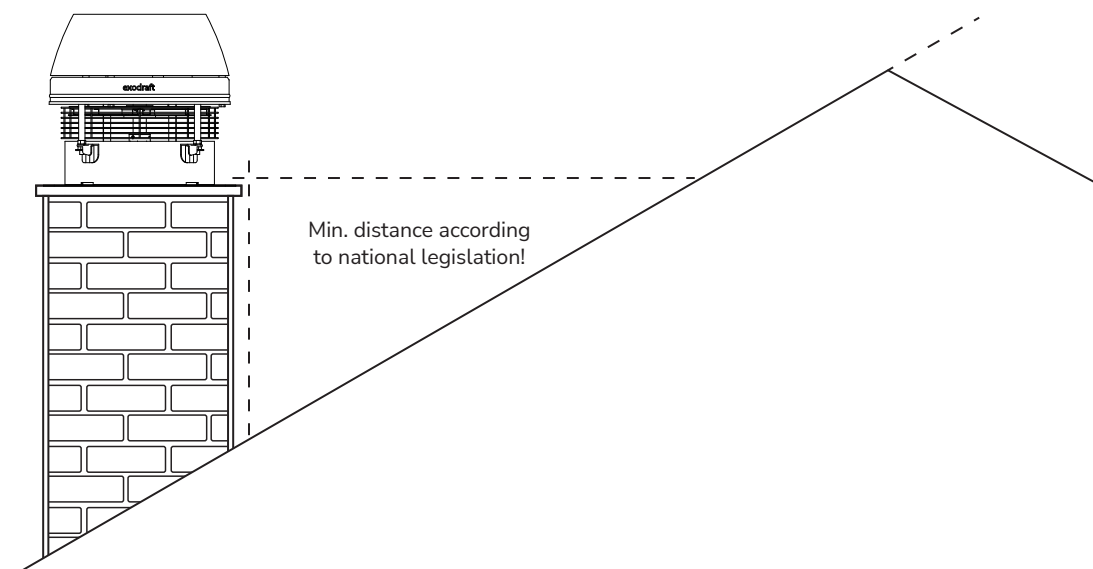 exodraft
Min. distance according
to national legislation!